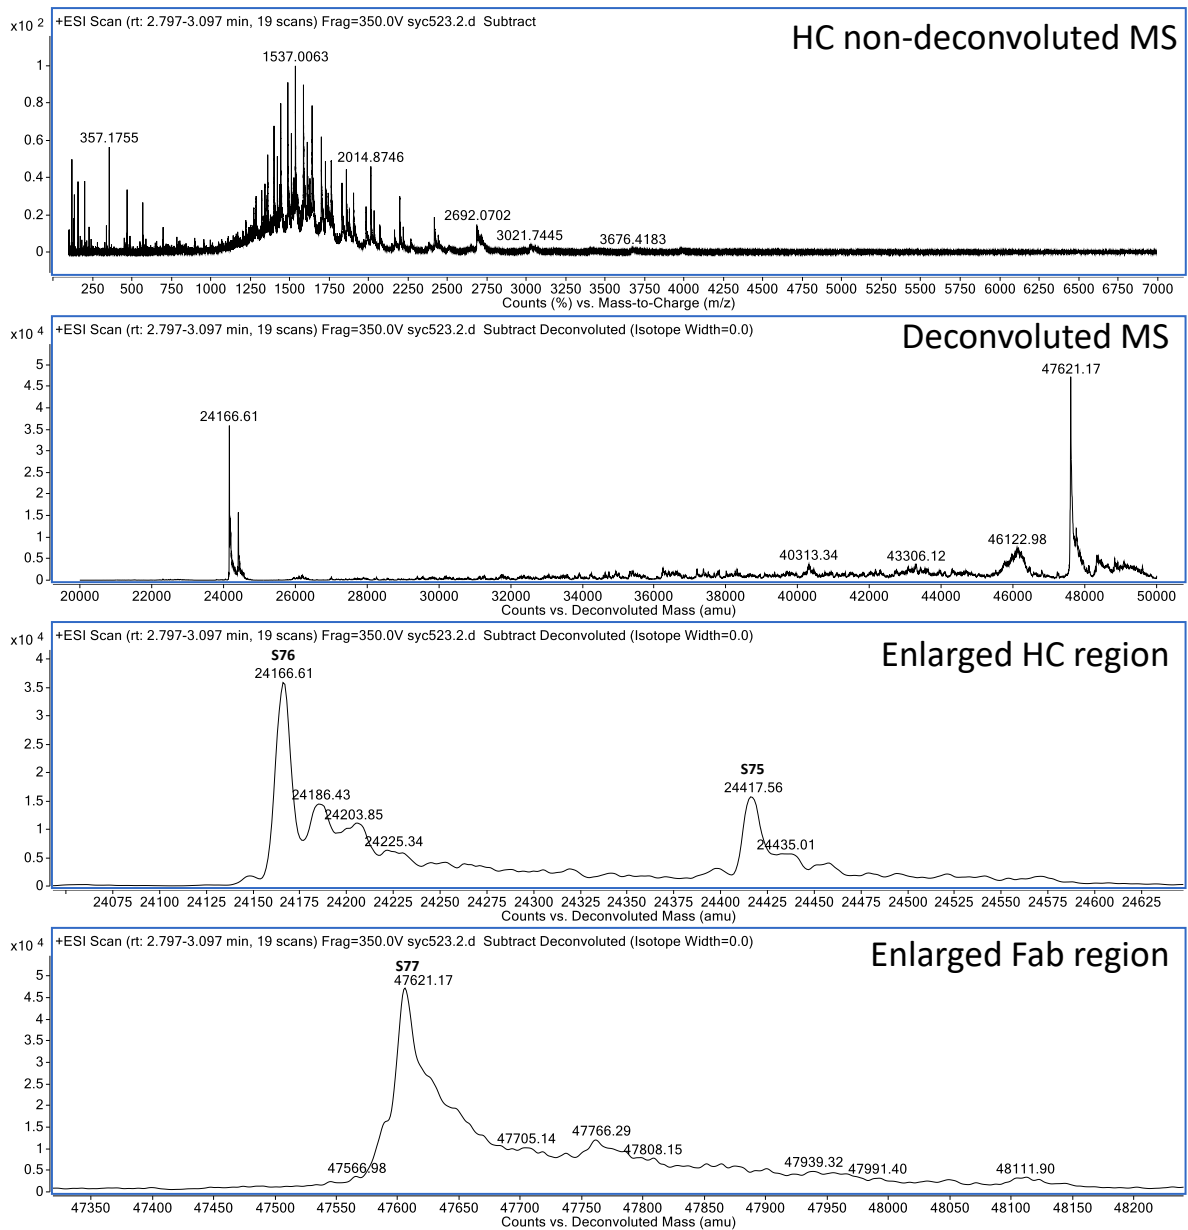 x10 2
+ESI Scan (rt: 2.797-3.097 min, 19 scans) Frag=350.0V syc523.2.d Subtract
HC non-deconvoluted MS
1
0.8
0.6
0.4
0.2
0
1537.0063
357.1755
2014.8746
2692.0702
3021.7445
3676.4183
250 500 750 1000 1250 1500 1750 2000 2250 2500 2750 3000 3250 3500 3750 4000 4250 4500 4750 5000 5250 5500 5750 6000 6250 6500 6750 7000
Counts (%) vs. Mass-to-Charge (m/z)
x10 4
+ESI Scan (rt: 2.797-3.097 min, 19 scans) Frag=350.0V syc523.2.d Subtract Deconvoluted (Isotope Width=0.0)
Deconvoluted MS
5
4.5
4
3.5
3
2.5
2
1.5
1
0.5
0
47621.17
24166.61
46122.98
40313.34
43306.12
20000 22000 24000 26000 28000 30000 32000 34000 36000 38000 40000 42000 44000 46000 48000 50000
Counts vs. Deconvoluted Mass (amu)
x10 4
+ESI Scan (rt: 2.797-3.097 min, 19 scans) Frag=350.0V syc523.2.d Subtract Deconvoluted (Isotope Width=0.0)
Enlarged HC region
4
3.5
3
2.5
2
1.5
1
0.5
0
S76
24166.61
24186.43
24203.85
24225.34
S75
24417.56
24435.01
24075 24100 24125 24150 24175 24200 24225 24250 24275 24300 24325 24350 24375 24400 24425 24450 24475 24500 24525 24550 24575 24600 24625
Counts vs. Deconvoluted Mass (amu)
x10 4
+ESI Scan (rt: 2.797-3.097 min, 19 scans) Frag=350.0V syc523.2.d Subtract Deconvoluted (Isotope Width=0.0)
Enlarged Fab region
5
4.5
4
3.5
3
2.5
2
1.5
1
0.5
0
S77
47621.17
47566.98
47705.14
47766.29
47808.15
47939.32
47991.40
48111.90
47350 47400 47450 47500 47550 47600 47650 47700 47750 47800 47850 47900 47950 48000 48050 48100 48150 48200
Counts vs. Deconvoluted Mass (amu)